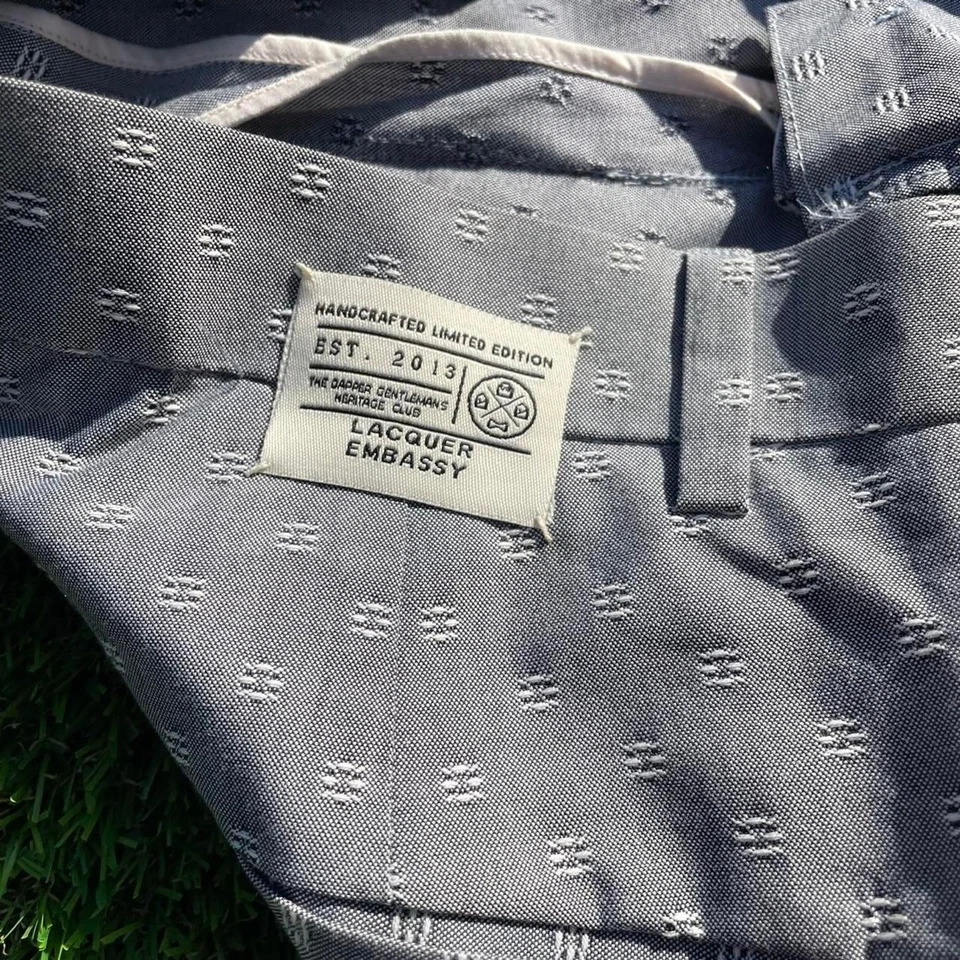 HANDCRAFTED LIMITED EDITION
EST. 2013
THE DAPPER GENTLEMAN'S
HERITAGE CLUB
LACQUER
EMBASSY